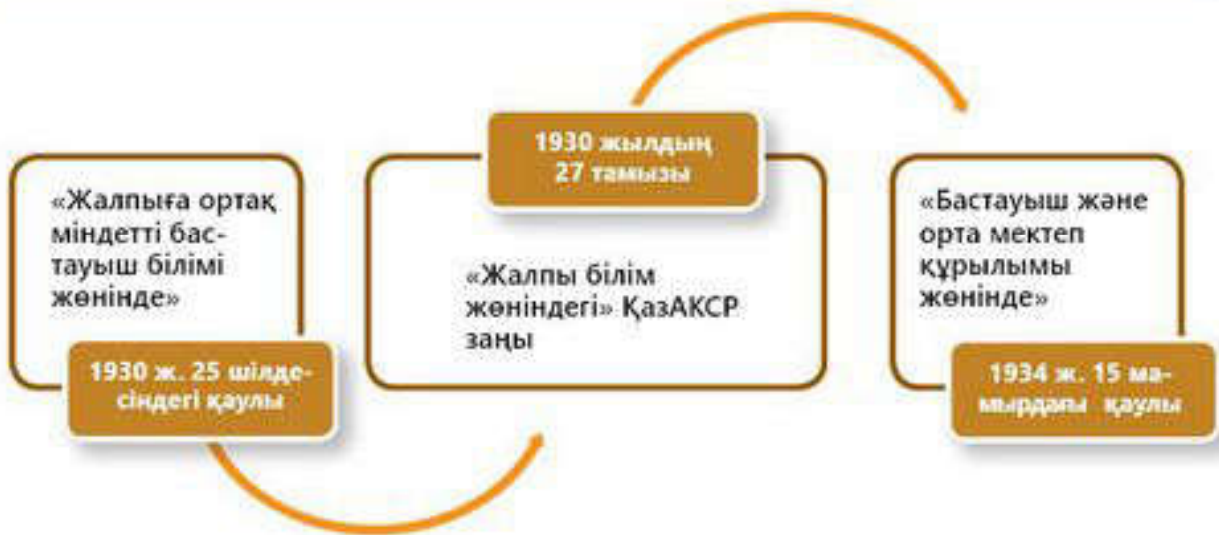 «Жалпыға ортақ
міндетті бас-
тауыш білімі
жөнінде»
1930 ж. 25 шілде-
сіндегі қаулы
1930 жылдың
27 тамызы
«Жалпы білім
жөніндегі» ҚазАКСР
заңы
«Бастауыш және
орта мектеп
құрылымы
жөнінде»
1934 ж. 15 ма-
мырдағы қаулы